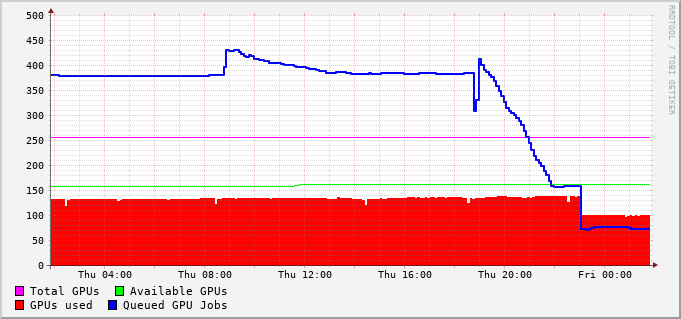 500
450
400
350
300
250
200
150
100
50
0
Thu 04:00 Thu 08:00 Thu 12:00 Thu 16:00 Thu 20:00 Fri 00:00
Total GPUs Available GPUs
GPUs used Queued GPU Jobs
RRDTOOL / TOBI OETIKER